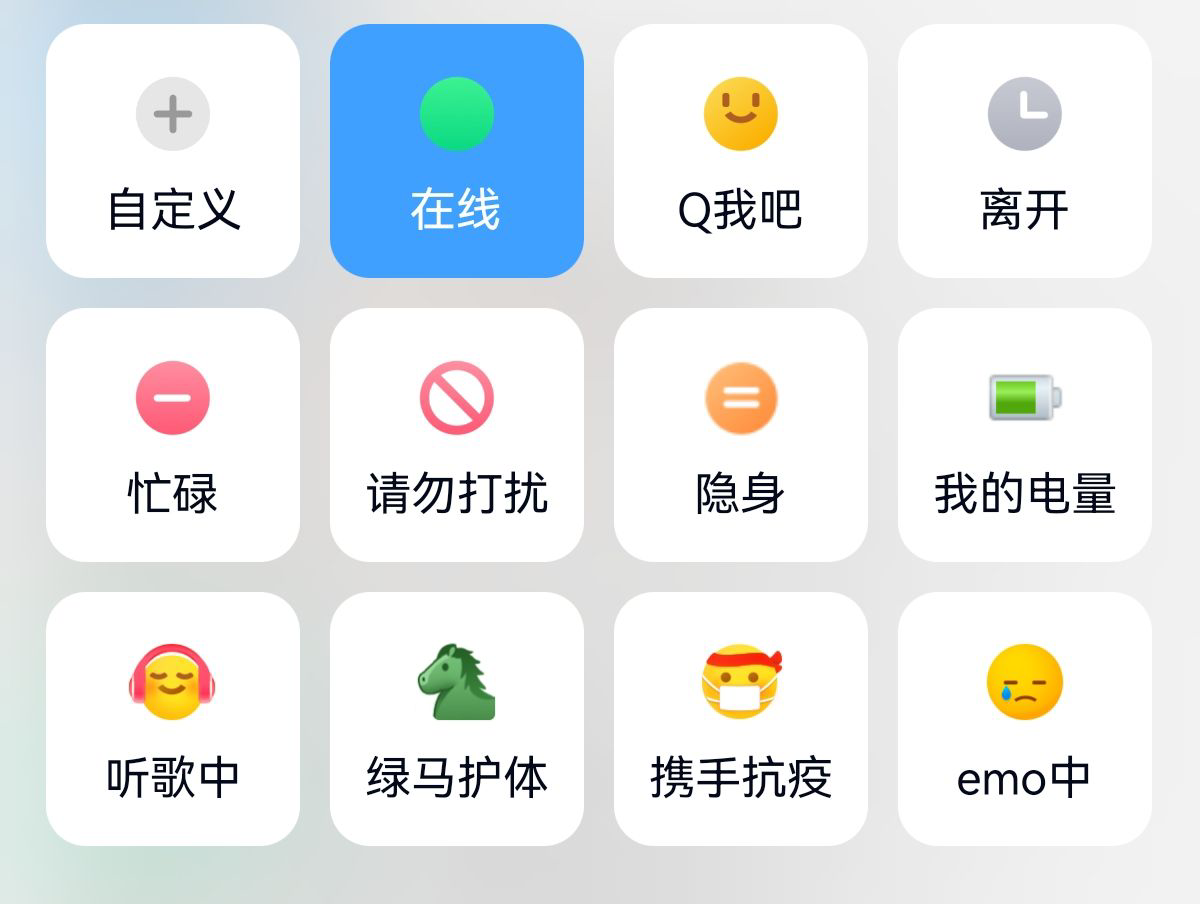 自定义
在线
Q我吧
离开
忙碌
请勿打扰
隐身
我的电量
听歌中
绿马护体
携手抗疫
emo中